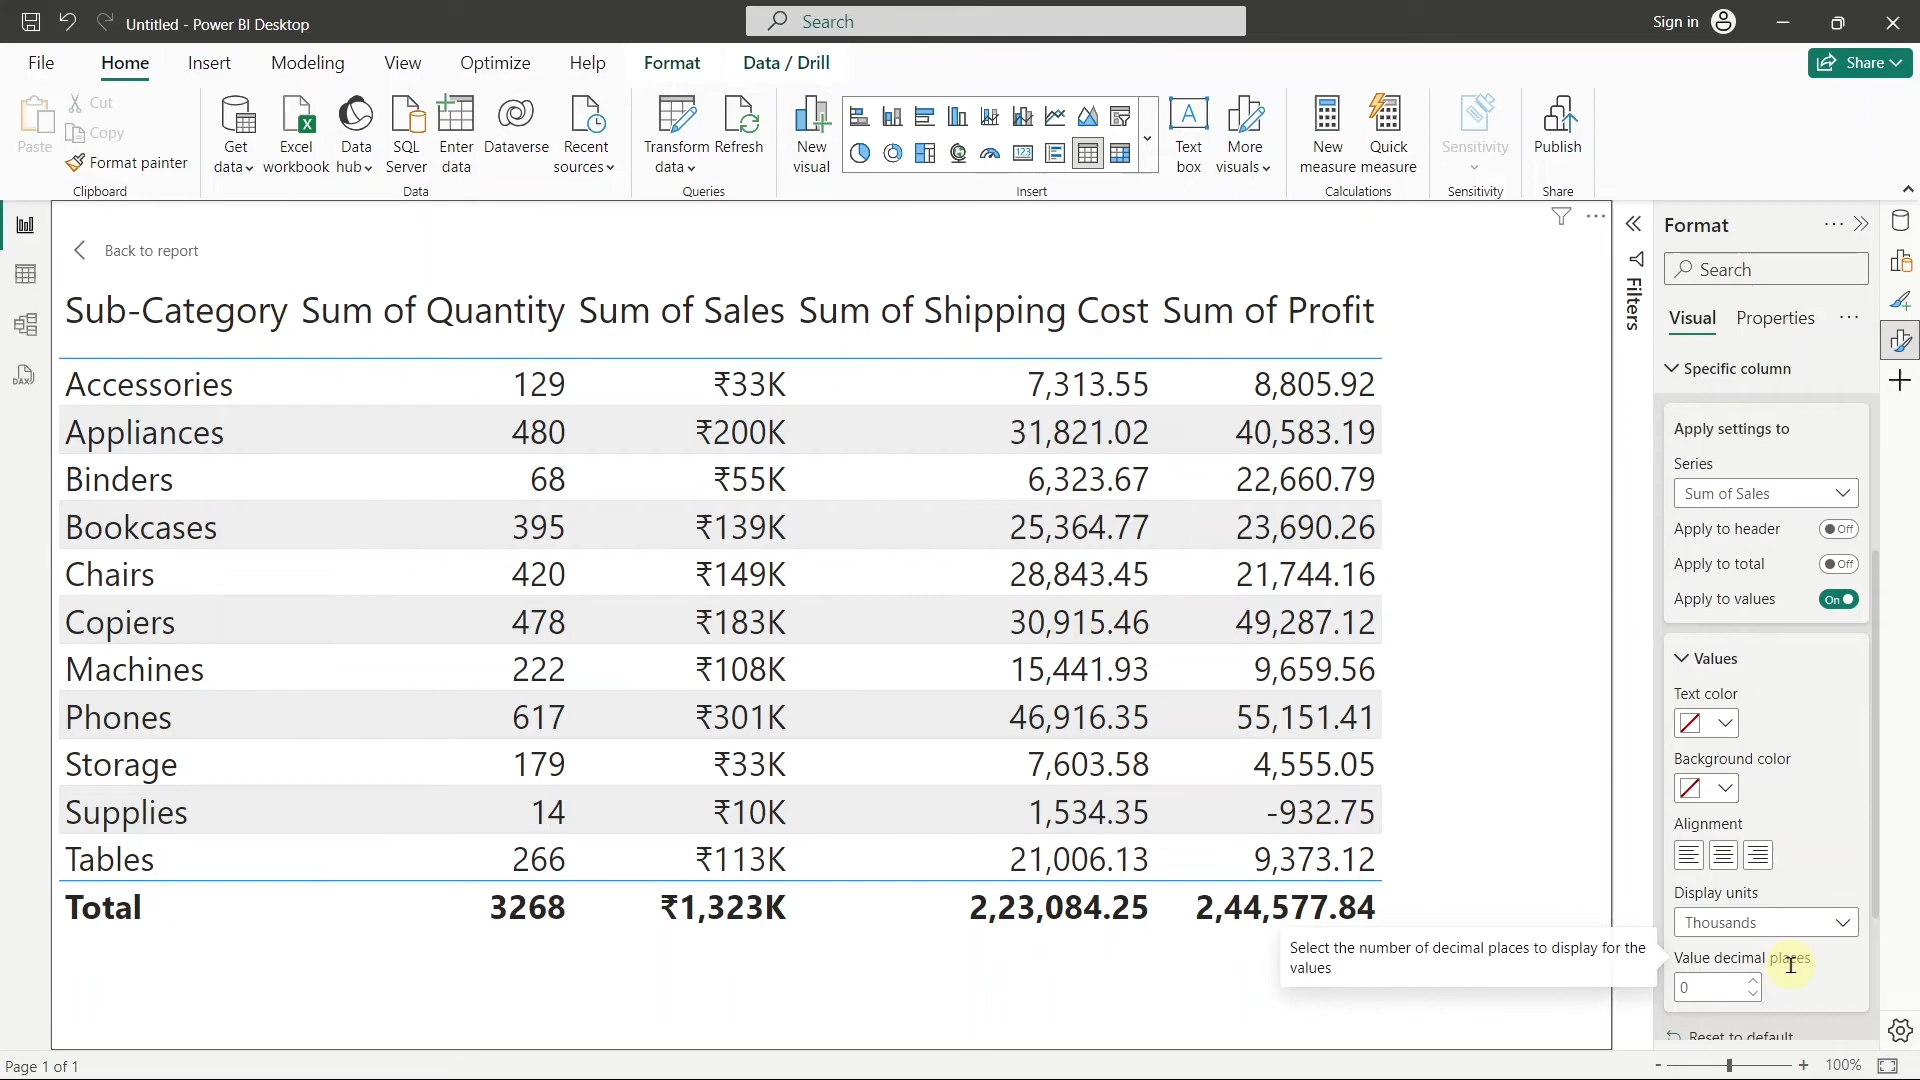 Untitled - Power BI Desktop
Search
Sign in
File Home Insert Modeling View Optimize Help Format Data / Drill
Share
Paste
Cut
Copy
Format painter
Clipboard
Get data
Excel workbook
Data hub
SQL Server
Enter data
Dataverse
Recent sources
Data
Transform data
Refresh
Queries
New visual
123
A
Text box
More visuals
Insert
New measure
Quick measure
Calculations
Sensitivity
Sensitivity
Publish
Share
DAX
Back to report
Sub-Category Sum of Quantity Sum of Sales Sum of Shipping Cost Sum of Profit
Accessories 129 ₹33K 7,313.55 8,805.92
Appliances 480 ₹200K 31,821.02 40,583.19
Binders 68 ₹55K 6,323.67 22,660.79
Bookcases 395 ₹139K 25,364.77 23,690.26
Chairs 420 ₹149K 28,843.45 21,744.16
Copiers 478 ₹183K 30,915.46 49,287.12
Machines 222 ₹108K 15,441.93 9,659.56
Phones 617 ₹301K 46,916.35 55,151.41
Storage 179 ₹33K 7,603.58 4,555.05
Supplies 14 ₹10K 1,534.35 -932.75
Tables 266 ₹113K 21,006.13 9,373.12
Total 3268 ₹1,323K 2,23,084.25 2,44,577.84
Select the number of decimal places to display for the
values
Filters
Format
Search
Visual Properties
Specific column
Apply settings to
Series
Sum of Sales
Apply to header Off
Apply to total Off
Apply to values On
Values
Text color
Background color
Alignment
Display units
Thousands
Value decimal places
0
Reset to default
Page 1 of 1
- + 100%